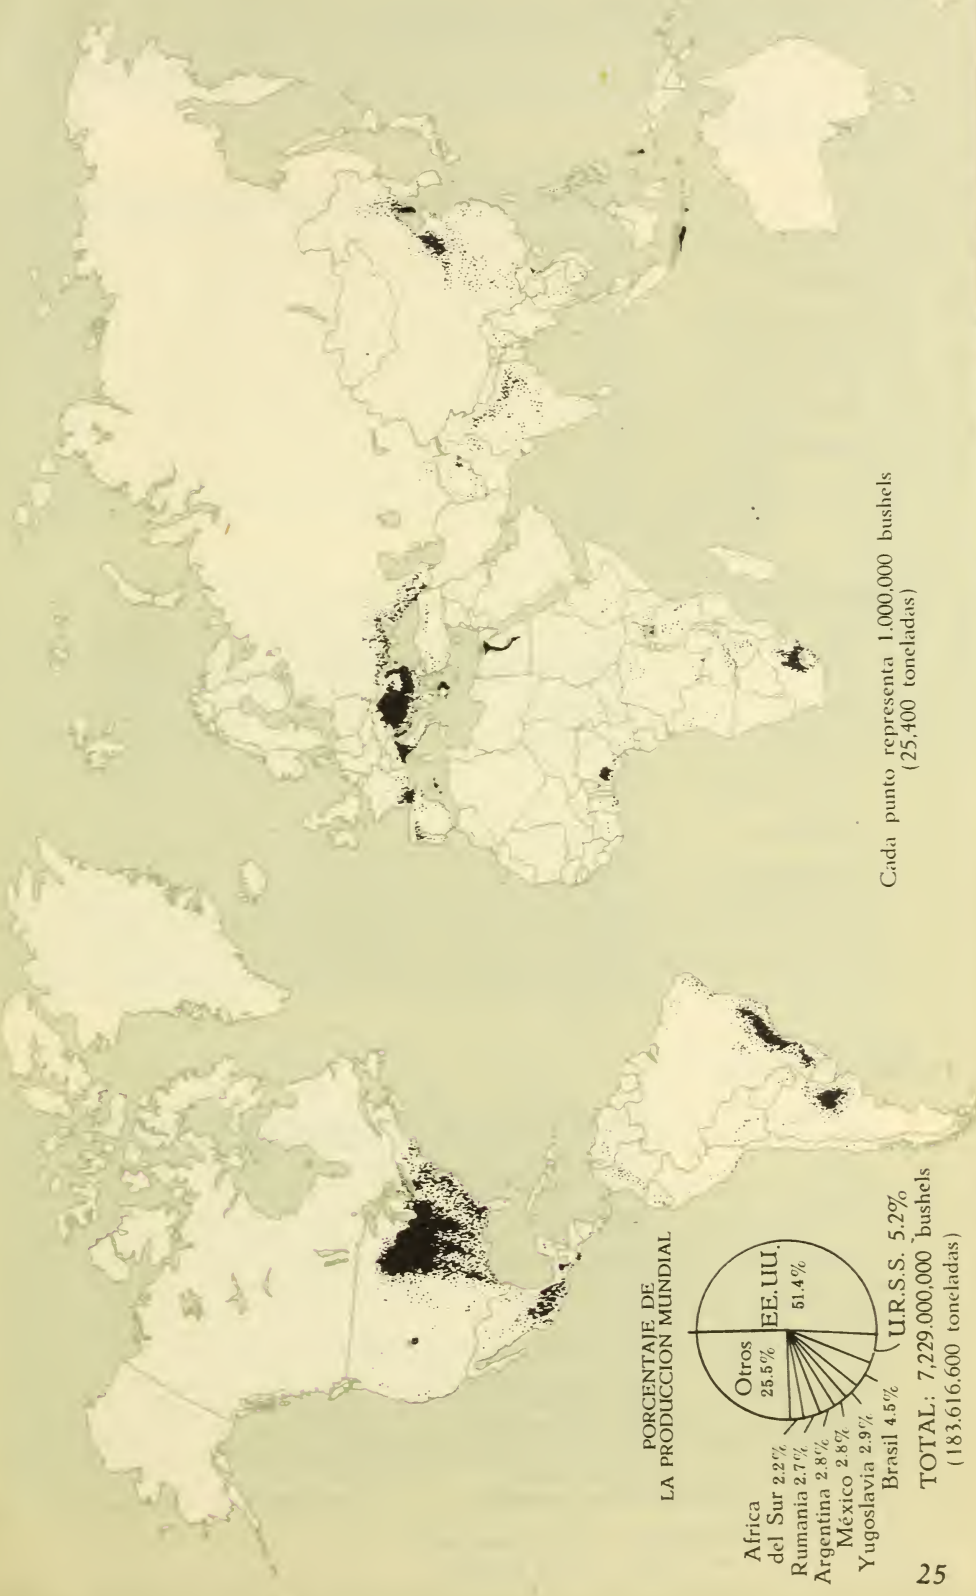 PORCENTAJE DE
LA PRODUCCION MUNDIAL
Otros
25.5%
EE. UU.
51.4%
Africa
del Sur 2.2%
Rumania 2.7%
Argentina 2.8%
México 2.8%
Yugoslavia 2.9%
Brasil 4.5%
U.R.S.S. 5.2%
TOTAL: 7,229.000,000 bushels
(183.616,600 toneladas)
Cada punto representa 1.000,000 bushels
(25,400 toneladas)
25